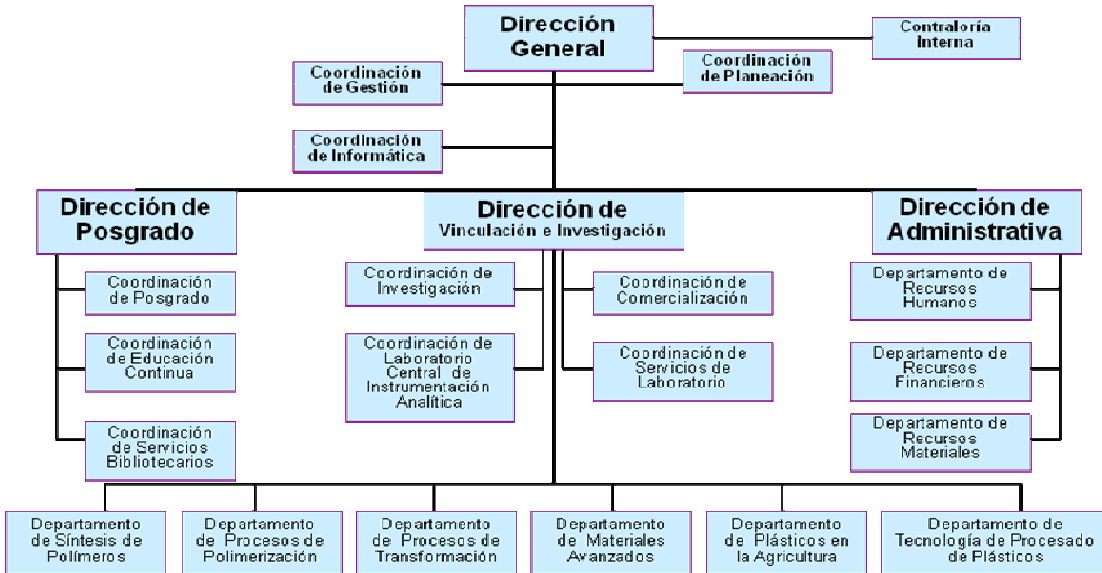 Dirección
General
Contraloría
Interna
Coordinación
de Gestión
Coordinación
de Planeación
Coordinación
de Informática
Dirección de
Posgrado
Dirección de
Vinculación e Investigación
Dirección de
Administrativa
Coordinación
de Posgrado
Coordinación
de Educación
Continua
Coordinación
de Servicios
Bibliotecarios
Coordinación de
Investigación
Coordinación de
Laboratorio
Central de
Instrumentación
Analítica
Coordinación de
Comercialización
Coordinación de
Servicios de
Laboratorio
Departamento de
Recursos
Humanos
Departamento de
Recursos
Financieros
Departamento de
Recursos
Materiales
Departamento
de Síntesis de
Polímeros
Departamento
de Procesos de
Polimerización
Departamento
de Procesos de
Transformación
Departamento
de Materiales
Avanzados
Departamento
de Plásticos en
la Agricultura
Departamento de
Tecnología de Procesado
de Plásticos